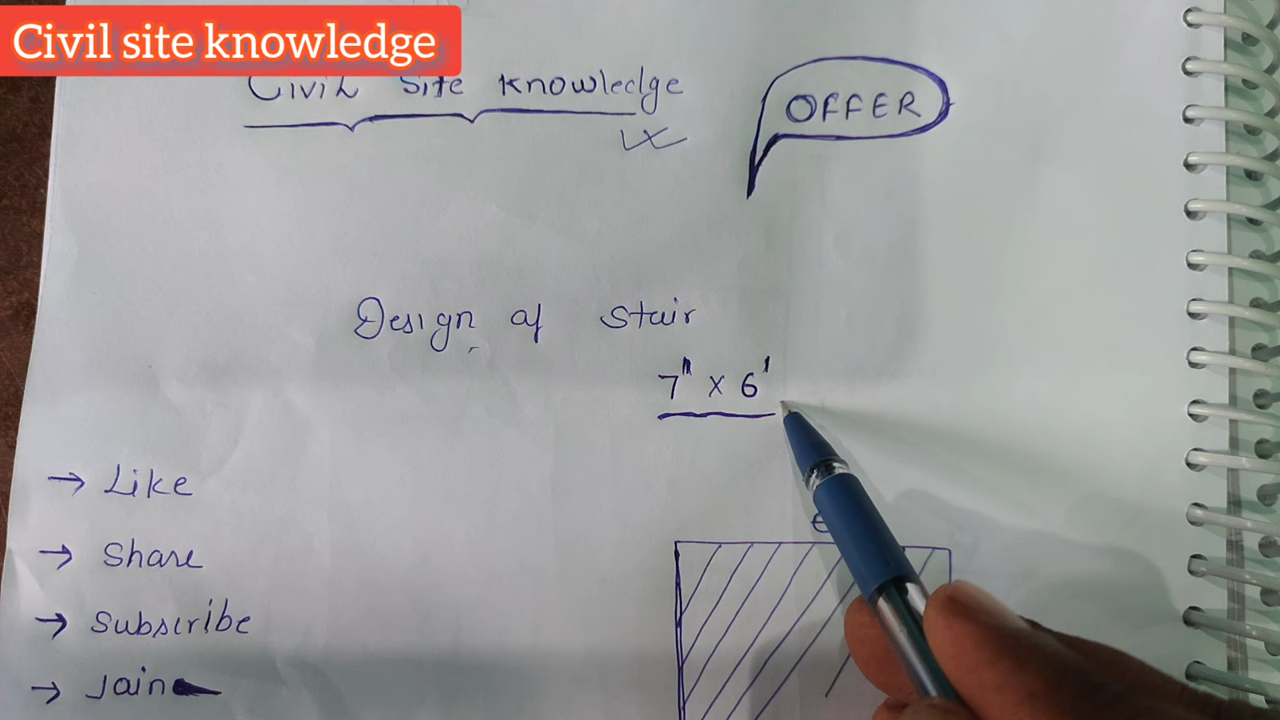 Civil site knowledge
Civil Site Knowledge
OFFER
Design of Stair
7" x 6'
→ Like
→ Share
→ Subscribe
→ Join